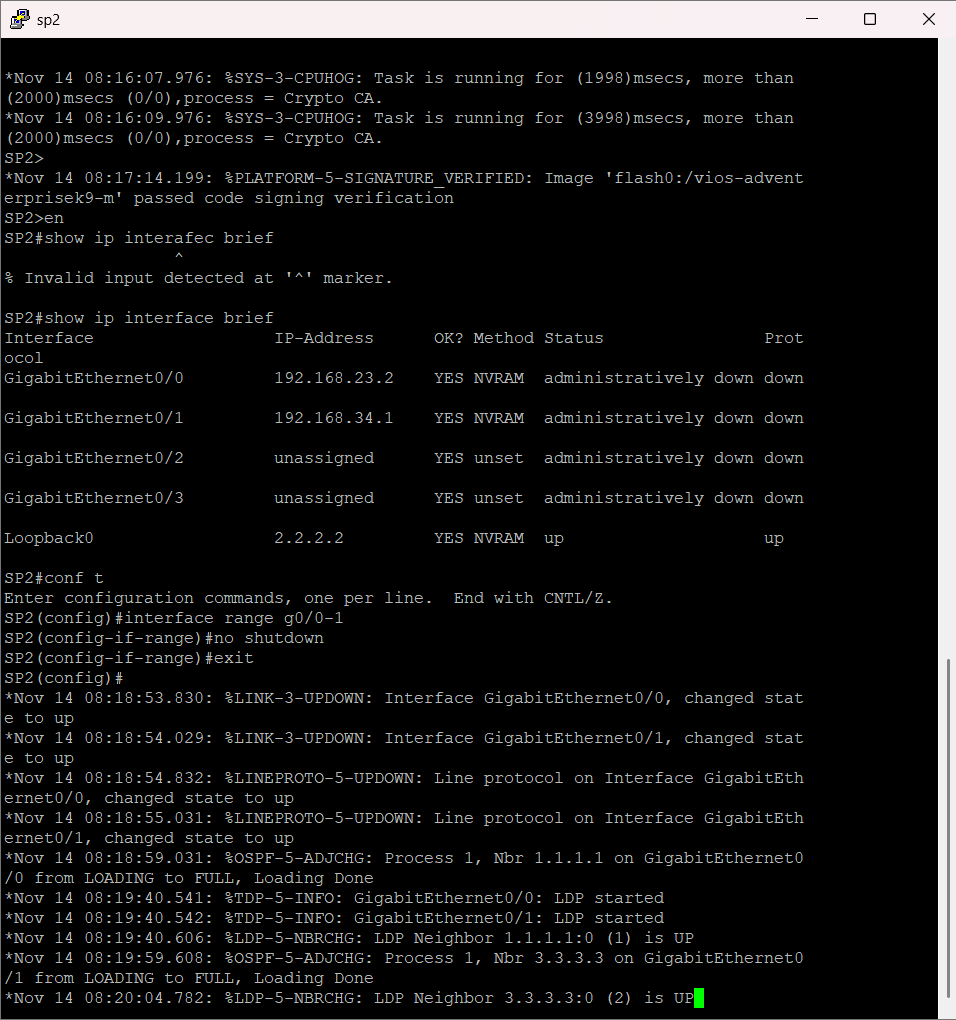 sp2
*Nov 14 08:16:07.976: %SYS-3-CPUHOG: Task is running for (1998)msecs, more than
(2000)msecs (0/0),process = Crypto CA.
*Nov 14 08:16:09.976: %SYS-3-CPUHOG: Task is running for (3998)msecs, more than
(2000)msecs (0/0),process = Crypto CA.
SP2>
*Nov 14 08:17:14.199: %PLATFORM-5-SIGNATURE_VERIFIED: Image 'flash0:/vios-advent
erprisek9-m' passed code signing verification
SP2>en
SP2#show ip interafec brief
^
% Invalid input detected at '^' marker.
SP2#show ip interface brief
Interface                  IP-Address      OK? Method Status                Prot
ocol
GigabitEthernet0/0         192.168.23.2    YES NVRAM  administratively down down
GigabitEthernet0/1         192.168.34.1    YES NVRAM  administratively down down
GigabitEthernet0/2         unassigned      YES unset  administratively down down
GigabitEthernet0/3         unassigned      YES unset  administratively down down
Loopback0                  2.2.2.2         YES NVRAM  up                    up
SP2#conf t
Enter configuration commands, one per line.  End with CNTL/Z.
SP2(config)#interface range g0/0-1
SP2(config-if-range)#no shutdown
SP2(config-if-range)#exit
SP2(config)#
*Nov 14 08:18:53.830: %LINK-3-UPDOWN: Interface GigabitEthernet0/0, changed stat
e to up
*Nov 14 08:18:54.029: %LINK-3-UPDOWN: Interface GigabitEthernet0/1, changed stat
e to up
*Nov 14 08:18:54.832: %LINEPROTO-5-UPDOWN: Line protocol on Interface GigabitEth
ernet0/0, changed state to up
*Nov 14 08:18:55.031: %LINEPROTO-5-UPDOWN: Line protocol on Interface GigabitEth
ernet0/1, changed state to up
*Nov 14 08:18:59.031: %OSPF-5-ADJCHG: Process 1, Nbr 1.1.1.1 on GigabitEthernet0
/0 from LOADING to FULL, Loading Done
*Nov 14 08:19:40.541: %TDP-5-INFO: GigabitEthernet0/0: LDP started
*Nov 14 08:19:40.542: %TDP-5-INFO: GigabitEthernet0/1: LDP started
*Nov 14 08:19:40.606: %LDP-5-NBRCHG: LDP Neighbor 1.1.1.1:0 (1) is UP
*Nov 14 08:19:59.608: %OSPF-5-ADJCHG: Process 1, Nbr 3.3.3.3 on GigabitEthernet0
/1 from LOADING to FULL, Loading Done
*Nov 14 08:20:04.782: %LDP-5-NBRCHG: LDP Neighbor 3.3.3.3:0 (2) is UP